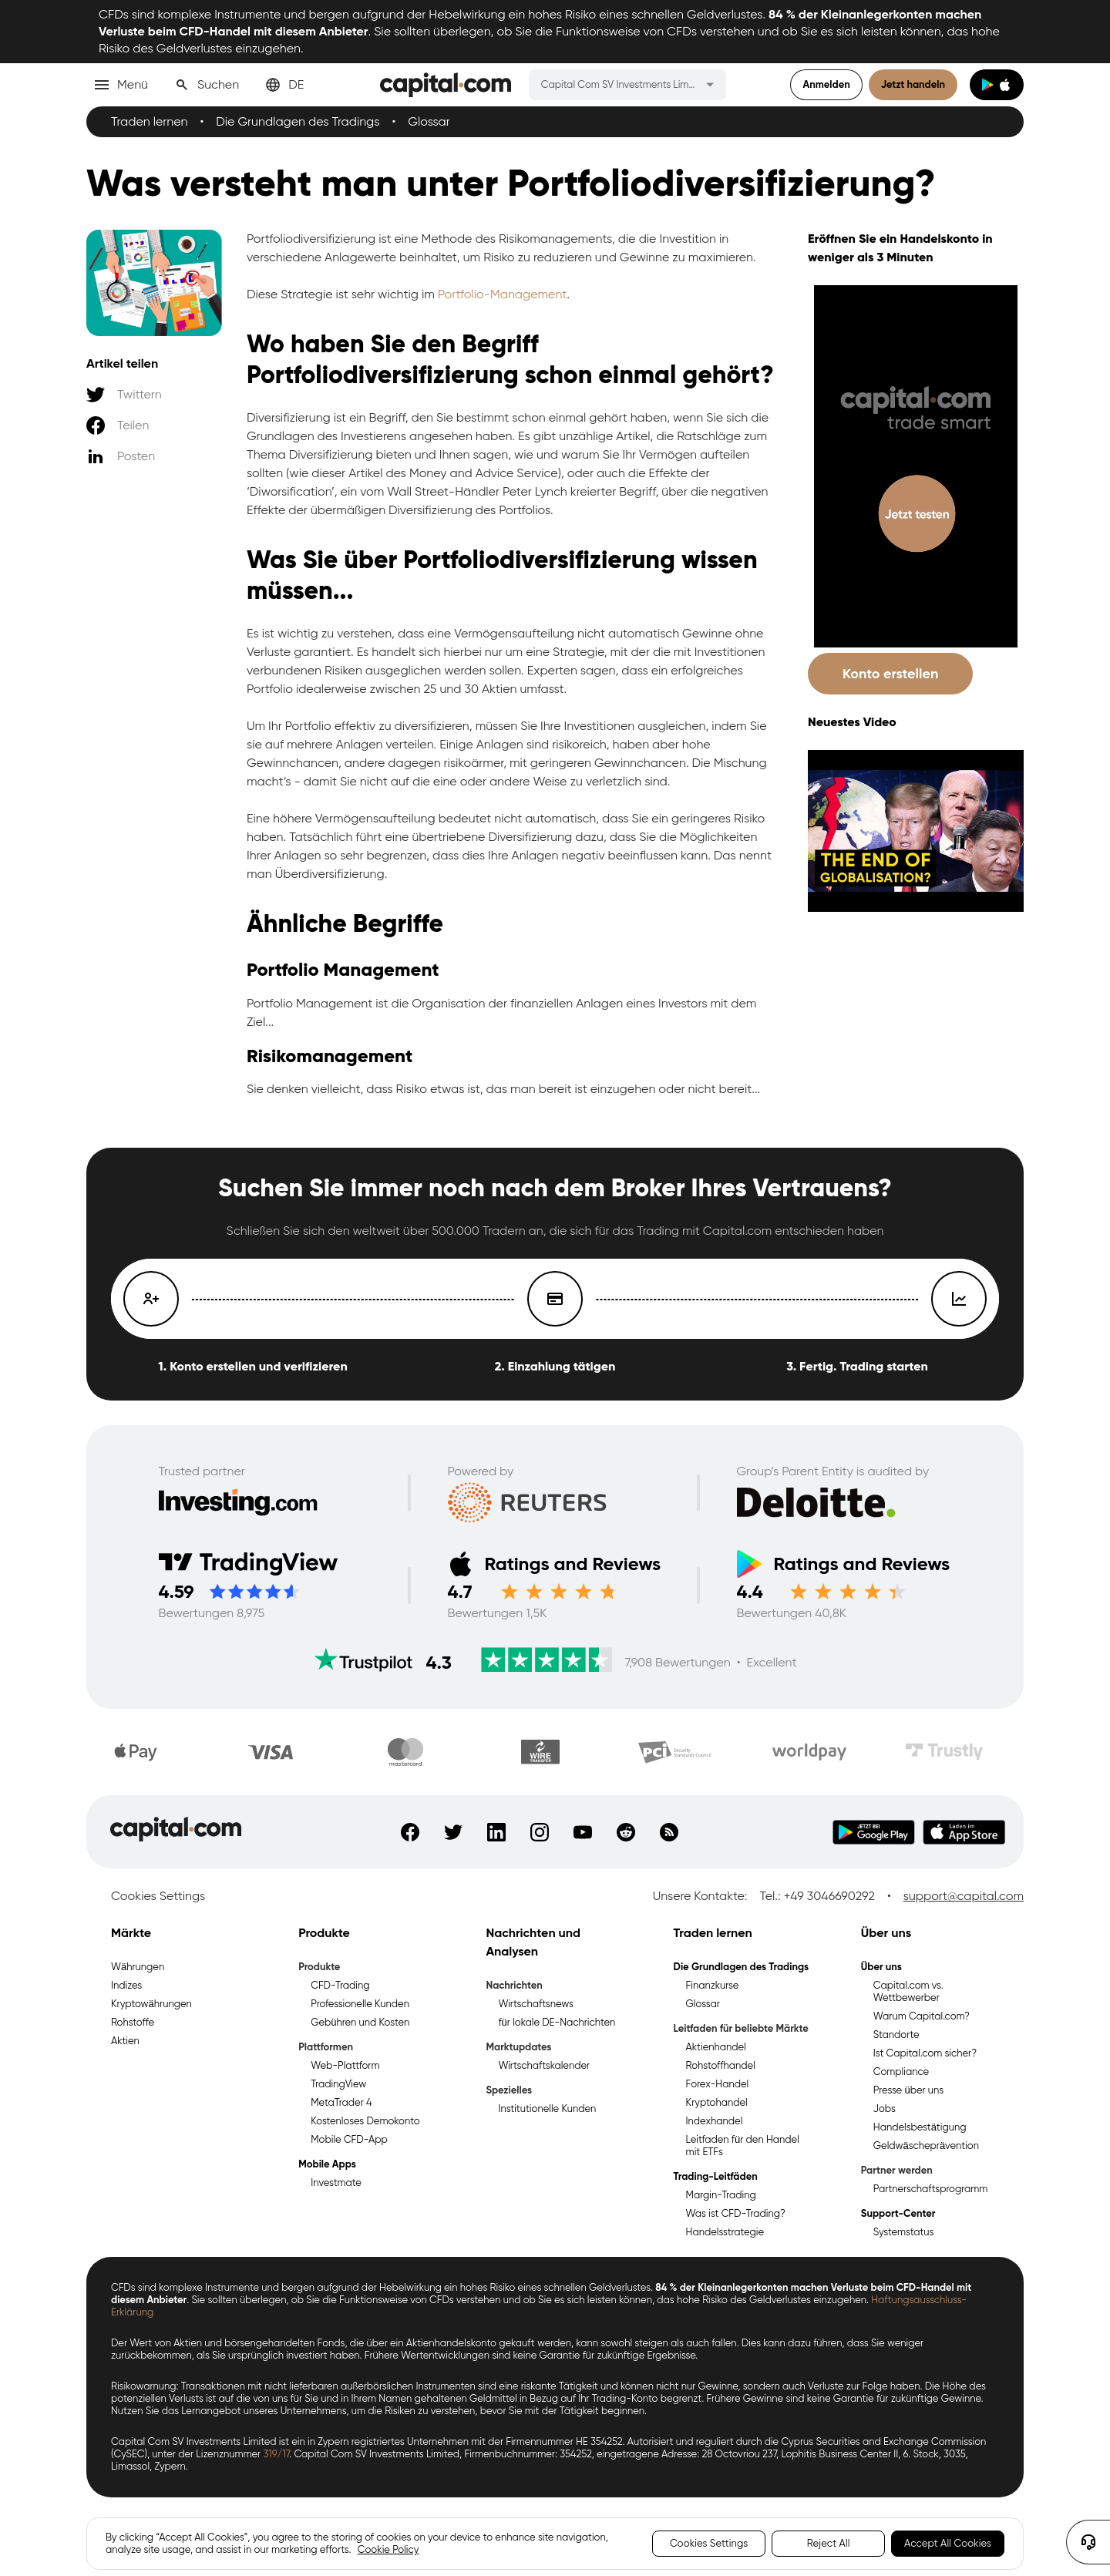 CFDs sind komplexe Instrumente und bergen aufgrund der Hebelwirkung ein hohes Risiko eines schnellen Geldverlustes. 84 % der Kleinanlegerkonten machen
Verluste beim CFD-Handel mit diesem Anbieter. Sie sollten überlegen, ob Sie die Funktionsweise von CFDs verstehen und ob Sie es sich leisten können, das hohe
Risiko des Geldverlustes einzugehen.
Menü
Suchen
DE
capital.com
Capital Com SV Investments Lim...
Anmelden
Jetzt handeln
Traden lernen • Die Grundlagen des Tradings • Glossar
Was versteht man unter Portfoliodiversifizierung?
Artikel teilen
Twittern
Teilen
Posten
Portfoliodiversifizierung ist eine Methode des Risikomanagements, die die Investition in
verschiedene Anlagewerte beinhaltet, um Risiko zu reduzieren und Gewinne zu maximieren.
Diese Strategie ist sehr wichtig im Portfolio-Management.
Wo haben Sie den Begriff
Portfoliodiversifizierung schon einmal gehört?
Diversifizierung ist ein Begriff, den Sie bestimmt schon einmal gehört haben, wenn Sie sich die
Grundlagen des Investierens angesehen haben. Es gibt unzählige Artikel, die Ratschläge zum
Thema Diversifizierung bieten und Ihnen sagen, wie und warum Sie Ihr Vermögen aufteilen
sollten (wie dieser Artikel des Money and Advice Service), oder auch die Effekte der
‘Diworsification’, ein vom Wall Street-Händler Peter Lynch kreierter Begriff, über die negativen
Effekte der übermäßigen Diversifizierung des Portfolios.
Was Sie über Portfoliodiversifizierung wissen
müssen...
Es ist wichtig zu verstehen, dass eine Vermögensaufteilung nicht automatisch Gewinne ohne
Verluste garantiert. Es handelt sich hierbei nur um eine Strategie, mit der die mit Investitionen
verbundenen Risiken ausgeglichen werden sollen. Experten sagen, dass ein erfolgreiches
Portfolio idealerweise zwischen 25 und 30 Aktien umfasst.
Um Ihr Portfolio effektiv zu diversifizieren, müssen Sie Ihre Investitionen ausgleichen, indem Sie
sie auf mehrere Anlagen verteilen. Einige Anlagen sind risikoreich, haben aber hohe
Gewinnchancen, andere dagegen risikoärmer, mit geringeren Gewinnchancen. Die Mischung
macht’s - damit Sie nicht auf die eine oder andere Weise zu verletzlich sind.
Eine höhere Vermögensaufteilung bedeutet nicht automatisch, dass Sie ein geringeres Risiko
haben. Tatsächlich führt eine übertriebene Diversifizierung dazu, dass Sie die Möglichkeiten
Ihrer Anlagen so sehr begrenzen, dass dies Ihre Anlagen negativ beeinflussen kann. Das nennt
man Überdiversifizierung.
Ähnliche Begriffe
Portfolio Management
Portfolio Management ist die Organisation der finanziellen Anlagen eines Investors mit dem
Ziel...
Risikomanagement
Sie denken vielleicht, dass Risiko etwas ist, das man bereit ist einzugehen oder nicht bereit...
Eröffnen Sie ein Handelskonto in
weniger als 3 Minuten
capital.com
trade smart
Jetzt testen
Konto erstellen
Neuestes Video
THE END OF
GLOBALISATION?
Suchen Sie immer noch nach dem Broker Ihres Vertrauens?
Schließen Sie sich den weltweit über 500.000 Tradern an, die sich für das Trading mit Capital.com entschieden haben
1. Konto erstellen und verifizieren
2. Einzahlung tätigen
3. Fertig. Trading starten
Trusted partner
Investing.com
Powered by
REUTERS
Group’s Parent Entity is audited by
Deloitte.
TradingView
4.59
Bewertungen 8,975
Ratings and Reviews
4.7
Bewertungen 1,5K
Ratings and Reviews
4.4
Bewertungen 40,8K
Trustpilot 4.3 7,908 Bewertungen • Excellent
Pay
VISA
mastercard
WIRE
TRANSFER
PCI Security
Standards Council
worldpay
Trustly
capital.com
JETZT BEI
Google Play
Laden im
App Store
Cookies Settings
Unsere Kontakte: Tel.: +49 3046690292 • support@capital.com
Märkte
Währungen
Indizes
Kryptowährungen
Rohstoffe
Aktien
Produkte
Produkte
CFD-Trading
Professionelle Kunden
Gebühren und Kosten
Plattformen
Web-Plattform
TradingView
MetaTrader 4
Kostenloses Demokonto
Mobile CFD-App
Mobile Apps
Investmate
Nachrichten und
Analysen
Nachrichten
Wirtschaftsnews
für lokale DE-Nachrichten
Marktupdates
Wirtschaftskalender
Spezielles
Institutionelle Kunden
Traden lernen
Die Grundlagen des Tradings
Finanzkurse
Glossar
Leitfaden für beliebte Märkte
Aktienhandel
Rohstoffhandel
Forex-Handel
Kryptohandel
Indexhandel
Leitfaden für den Handel
mit ETFs
Trading-Leitfäden
Margin-Trading
Was ist CFD-Trading?
Handelsstrategie
Über uns
Über uns
Capital.com vs.
Wettbewerber
Warum Capital.com?
Standorte
Ist Capital.com sicher?
Compliance
Presse über uns
Jobs
Handelsbestätigung
Geldwäscheprävention
Partner werden
Partnerschaftsprogramm
Support-Center
Systemstatus
CFDs sind komplexe Instrumente und bergen aufgrund der Hebelwirkung ein hohes Risiko eines schnellen Geldverlustes. 84 % der Kleinanlegerkonten machen Verluste beim CFD-Handel mit
diesem Anbieter. Sie sollten überlegen, ob Sie die Funktionsweise von CFDs verstehen und ob Sie es sich leisten können, das hohe Risiko des Geldverlustes einzugehen. Haftungsausschluss-
Erklärung
Der Wert von Aktien und börsengehandelten Fonds, die über ein Aktienhandelskonto gekauft werden, kann sowohl steigen als auch fallen. Dies kann dazu führen, dass Sie weniger
zurückbekommen, als Sie ursprünglich investiert haben. Frühere Wertentwicklungen sind keine Garantie für zukünftige Ergebnisse.
Risikowarnung: Transaktionen mit nicht lieferbaren außerbörslichen Instrumenten sind eine riskante Tätigkeit und können nicht nur Gewinne, sondern auch Verluste zur Folge haben. Die Höhe des
potenziellen Verlusts ist auf die von uns für Sie und in Ihrem Namen gehaltenen Geldmittel in Bezug auf Ihr Trading-Konto begrenzt. Frühere Gewinne sind keine Garantie für zukünftige Gewinne.
Nutzen Sie das Lernangebot unseres Unternehmens, um die Risiken zu verstehen, bevor Sie mit der Tätigkeit beginnen.
Capital Com SV Investments Limited ist ein in Zypern registriertes Unternehmen mit der Firmennummer HE 354252. Autorisiert und reguliert durch die Cyprus Securities and Exchange Commission
(CySEC), unter der Lizenznummer 319/17. Capital Com SV Investments Limited, Firmenbuchnummer: 354252, eingetragene Adresse: 28 Octovriou 237, Lophitis Business Center II, 6. Stock, 3035,
Limassol, Zypern.
By clicking “Accept All Cookies”, you agree to the storing of cookies on your device to enhance site navigation,
analyze site usage, and assist in our marketing efforts. Cookie Policy
Cookies Settings
Reject All
Accept All Cookies